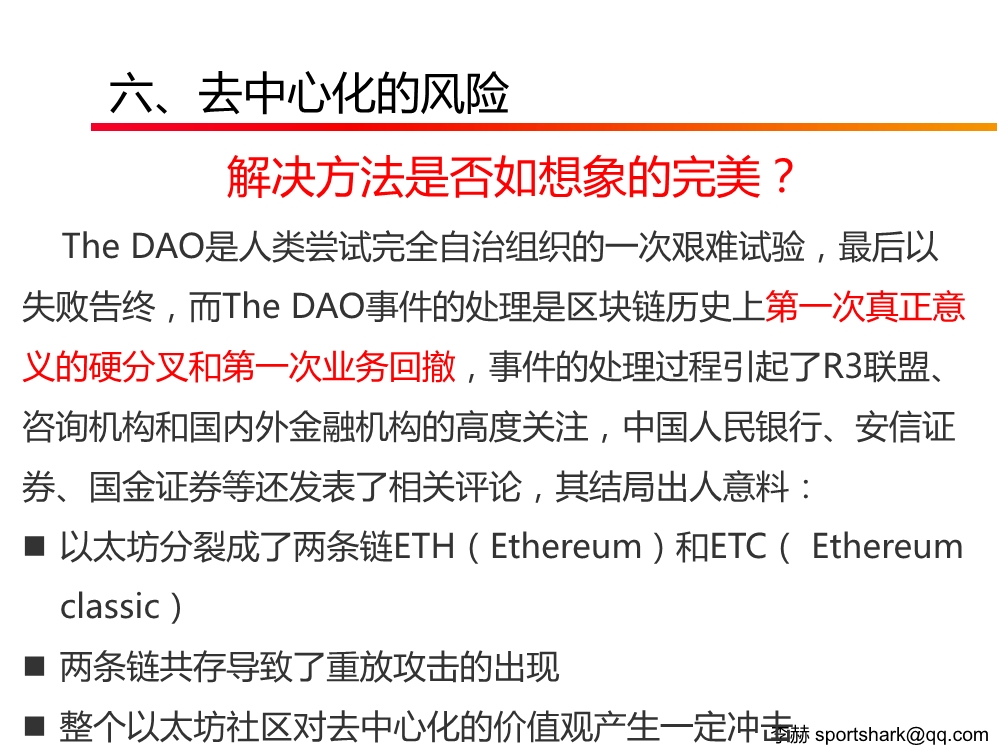 六、去中心化的风险
解决方法是否如想象的完美？
The DAO是人类尝试完全自治组织的一次艰难试验，最后以
失败告终，而The DAO事件的处理是区块链历史上第一次真正意
义的硬分叉和第一次业务回撤，事件的处理过程引起了R3联盟、
咨询机构和国内外金融机构的高度关注，中国人民银行、安信证
券、国金证券等还发表了相关评论，其结局出人意料：
■ 以太坊分裂成了两条链ETH（Ethereum）和ETC（ Ethereum
classic）
■ 两条链共存导致了重放攻击的出现
■ 整个以太坊社区对去中心化的价值观产生一定冲击
李赫 sportshark@qq.com